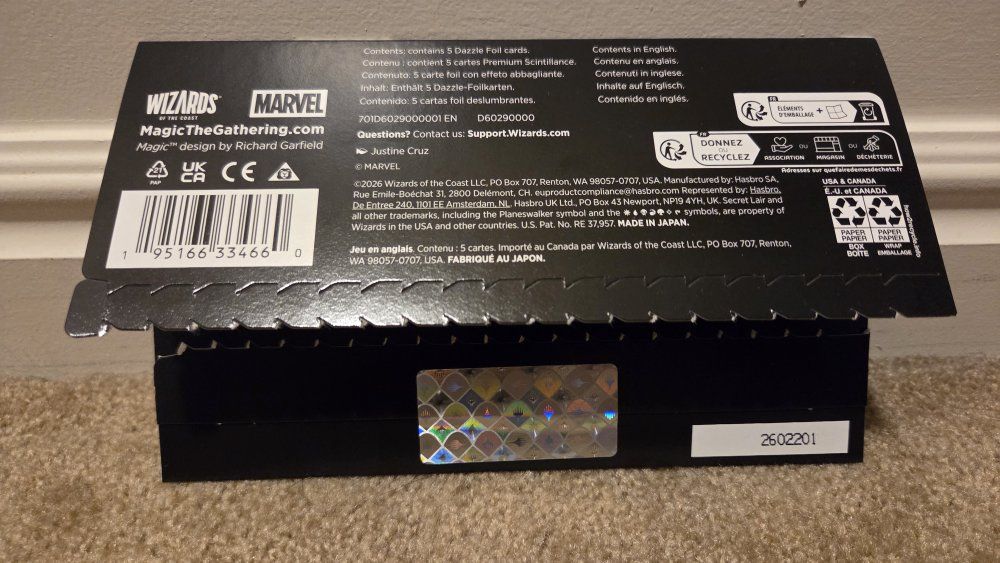 Contents: contains 5 Dazzle Foil cards.
Contenu : contient 5 cartes Premium Scintillance.
Contenuto: 5 carte foil con effetto abbagliante.
Inhalt: Enthält 5 Dazzle-Foilkarten.
Contenido: 5 cartas foil deslumbrantes.
Contents in English.
Contenu en anglais.
Contenuti in inglese.
Inhalte auf Englisch.
Contenido en inglés.
701D6029000001 EN D60290000
Questions? Contact us: Support.Wizards.com
Justine Cruz
© MARVEL
WIZARDS
OF THE COAST
MARVEL
MagicTheGathering.com
Magic™ design by Richard Garfield
21
PAP
UK
CA
CE
1 95166 33466 0
©2026 Wizards of the Coast LLC, PO Box 707, Renton, WA 98057-0707, USA. Manufactured by: Hasbro SA,
Rue Emile-Boéchat 31, 2800 Delémont, CH. euproductcompliance@hasbro.com Represented by: Hasbro,
De Entree 240, 1101 EE Amsterdam, NL. Hasbro UK Ltd., PO Box 43 Newport, NP19 4YH, UK. Secret Lair and
all other trademarks, including the Planeswalker symbol and the symbols, are property of
Wizards in the USA and other countries. U.S. Pat. No. RE 37,957. MADE IN JAPAN.
Jeu en anglais. Contenu : 5 cartes. Importé au Canada par Wizards of the Coast LLC, PO Box 707, Renton,
WA 98057-0707, USA. FABRIQUÉ AU JAPON.
FR
ÉLÉMENTS
D'EMBALLAGE +
FR
DONNEZ
ou
RECYCLEZ
ASSOCIATION OU MAGASIN OU DÉCHÈTERIE
Adresses sur quefairedemesdechets.fr
USA & CANADA
É.-U. et CANADA
PAPER
PAPIER
BOX
BOÎTE
PAPER
PAPIER
WRAP
EMBALLAGE
how2recycle.info
2602201